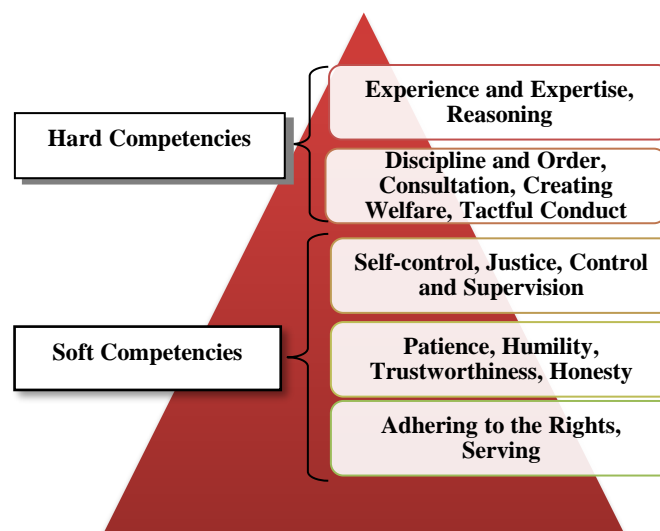 Hard Competencies
Experience and Expertise,
Reasoning
Discipline and Order,
Consultation, Creating
Welfare, Tactful Conduct
Soft Competencies
Self-control, Justice, Control
and Supervision
Patience, Humility,
Trustworthiness, Honesty
Adhering to the Rights,
Serving